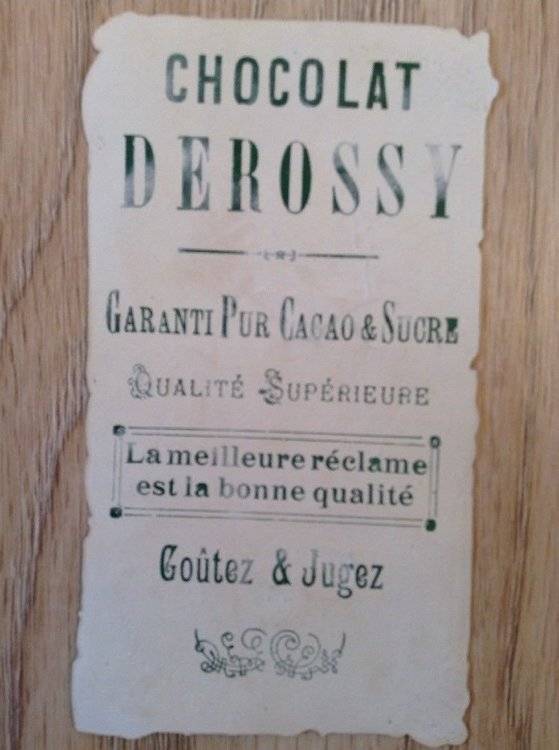 CHOCOLAT
DEROSSY
GARANTI PUR CACAO & SUCRE
QUALITÉ SUPÉRIEURE
La meilleure réclame
est la bonne qualité
Goûtez & Jugez